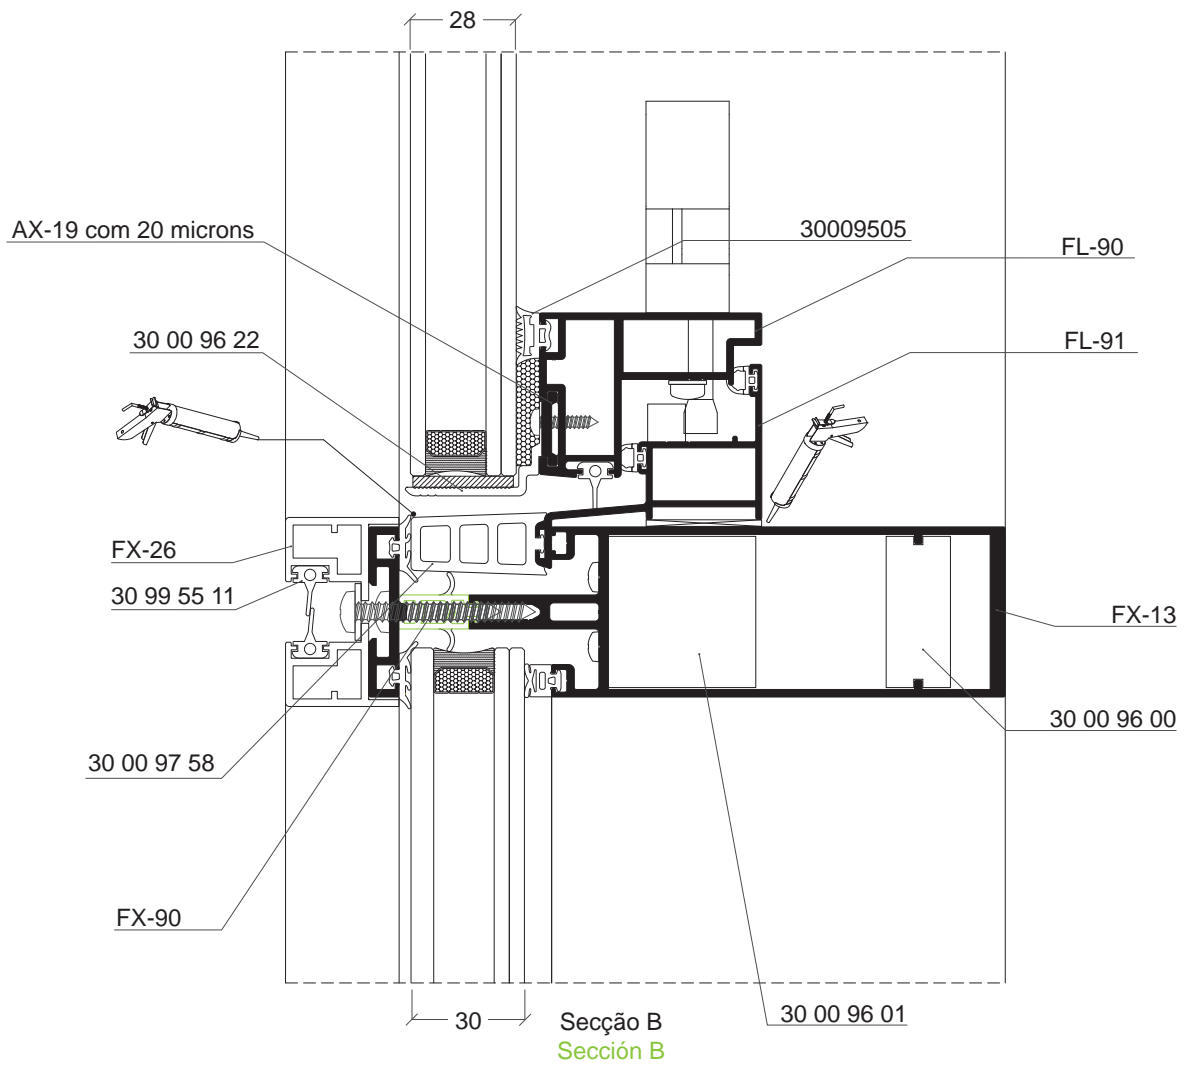 28
AX-19 com 20 microns
30009505
FL-90
30 00 96 22
FL-91
FX-26
30 99 55 11
FX-13
30 00 96 00
30 00 97 58
FX-90
30 00 96 01
30
Secção B
Sección B